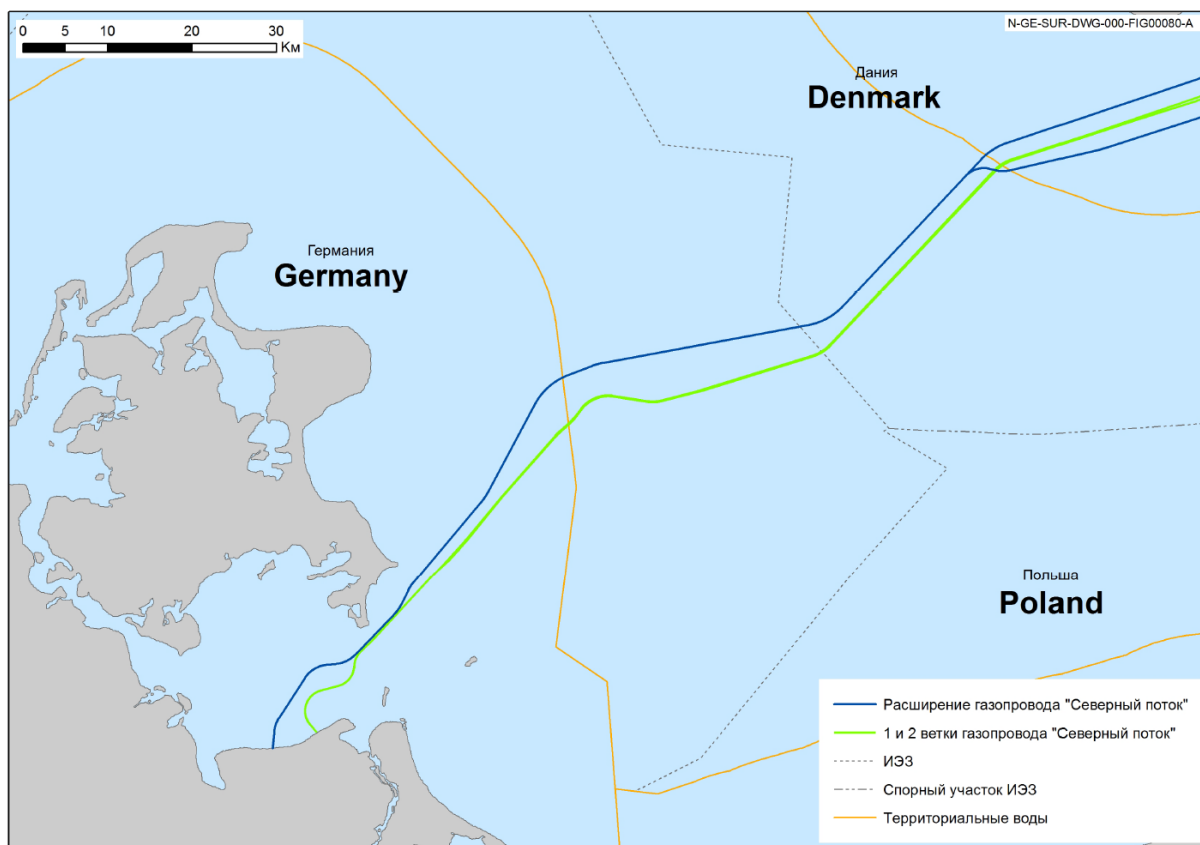 0 5 10 20 30
Км
N-GE-SUR-DWG-000-FIG00080-A
Дания
Denmark
Германия
Germany
Польша
Poland
Расширение газопровода "Северный поток"
1 и 2 ветки газопровода "Северный поток"
ИЭЗ
Спорный участок ИЭЗ
Территориальные воды